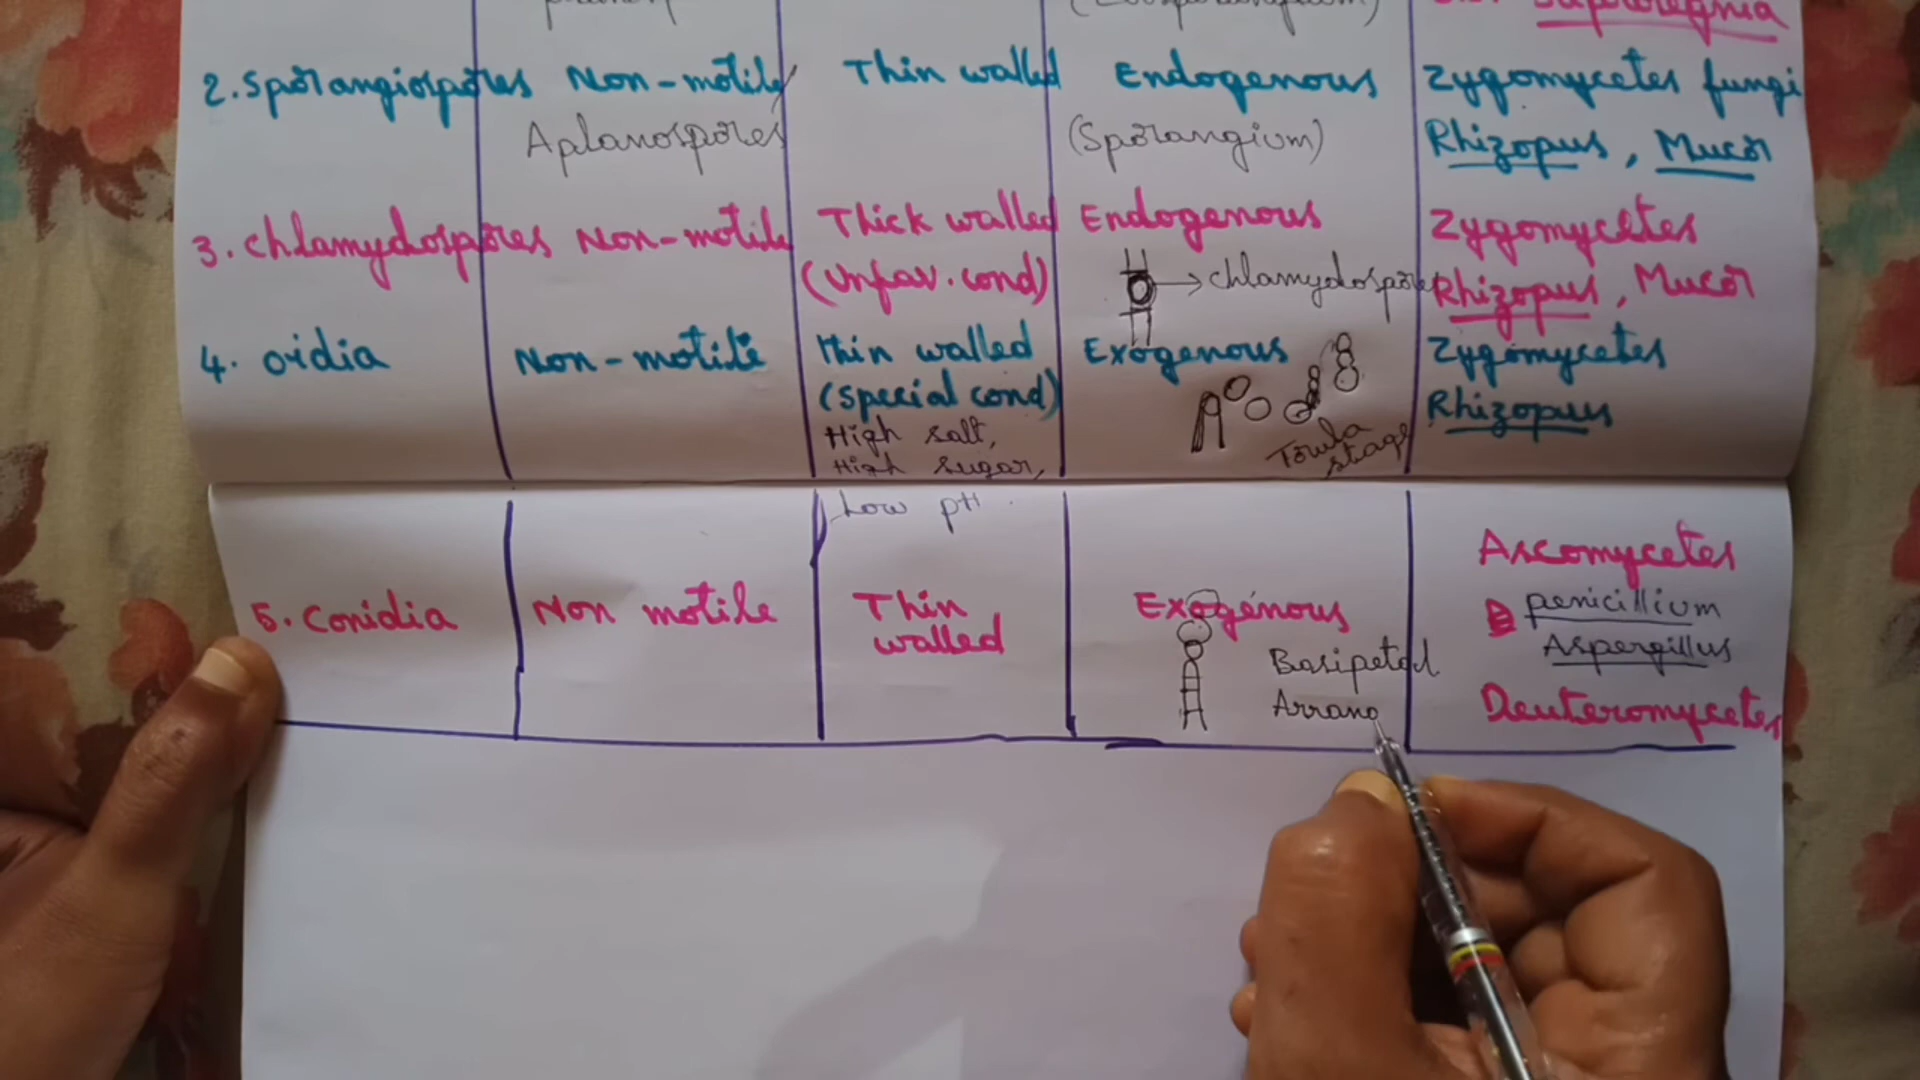 2. Sporangiospores Non-motile Thin walled Endogenous Zygomycetes fungi
Aplanospores (Sporangium) Rhizopus, Mucor
3. Chlamydospores Non-motile Thick walled Endogenous Zygomycetes
(Unfav. cond) → chlamydospores Rhizopus, Mucor
4. Oidia Non-motile thin walled Exogenous Zygomycetes
(special cond) Rhizopus
High salt,
High sugar, Torula stage
Low pH
Ascomycetes
5. Conidia Non motile Thin walled Exogenous penicillium
Basipetal Aspergillus
Arrang Deuteromycetes